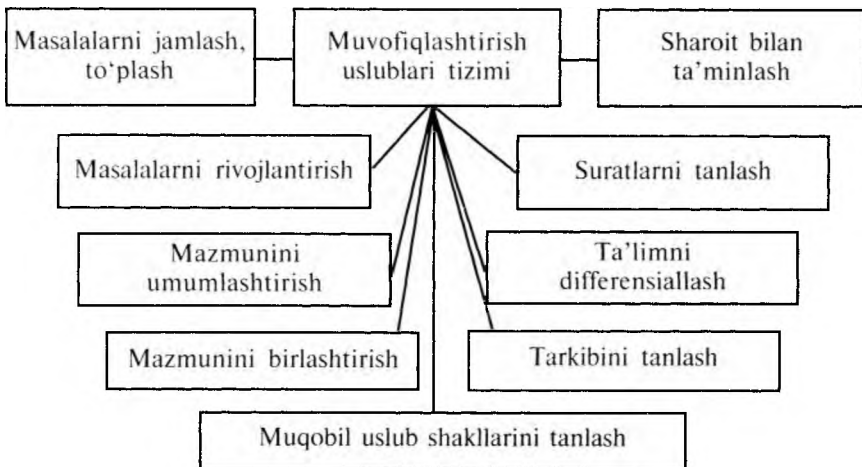 Masalalarni jamlash,
to‘plash
Muvofiqlashtirish
uslublari tizimi
Sharoit bilan
ta’minlash
Masalalarni rivojlantirish
Suratlarni tanlash
Mazmunini
umumlashtirish
Ta’limni
differensiallash
Mazmunini birlashtirish
Tarkibini tanlash
Muqobil uslub shakllarini tanlash